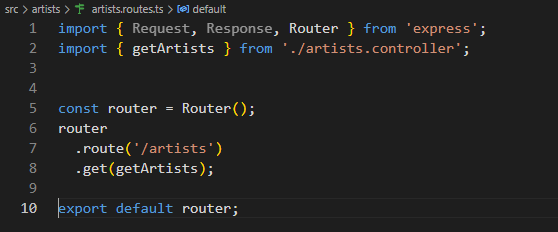 src > artists > artists.routes.ts > default
1 import { Request, Response, Router } from 'express';
2 import { getArtists } from './artists.controller';
3
4
5 const router = Router();
6 router
7 .route('/artists')
8 .get(getArtists);
9
10 export default router;